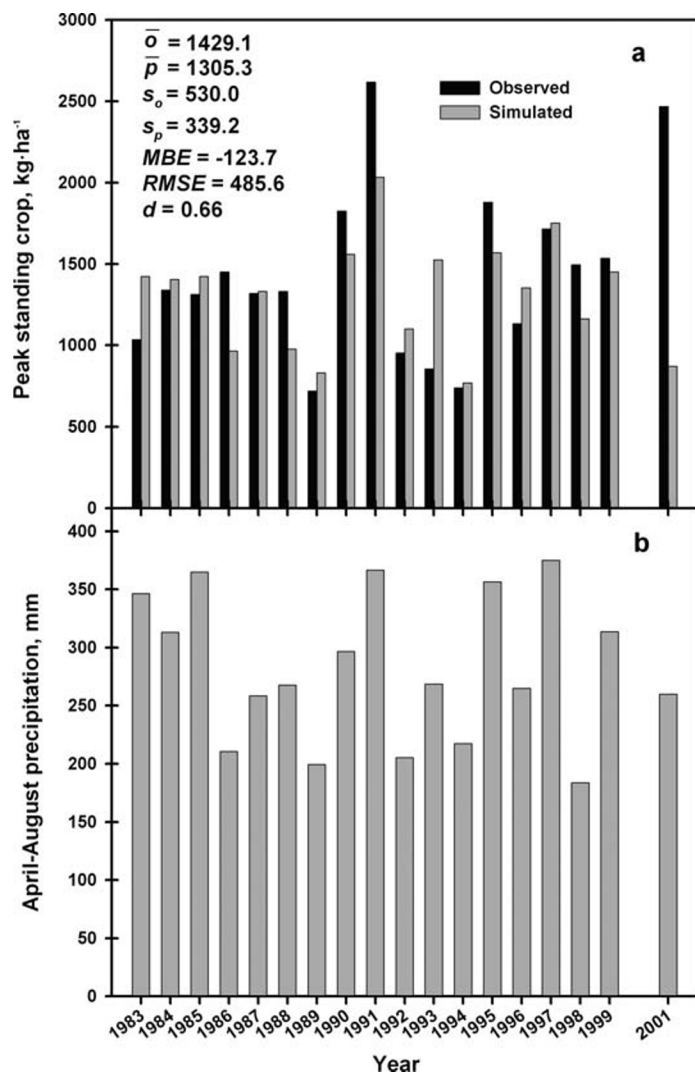 3000
2500
2000
1500
1000
500
0
Peak standing crop, kg·ha⁻¹
o̅ = 1429.1
p̅ = 1305.3
sₒ = 530.0
sₚ = 339.2
MBE = -123.7
RMSE = 485.6
d = 0.66
a
Observed
Simulated
400
350
300
250
200
150
100
50
0
April-August precipitation, mm
b
1983 1984 1985 1986 1987 1988 1989 1990 1991 1992 1993 1994 1995 1996 1997 1998 1999 2001
Year